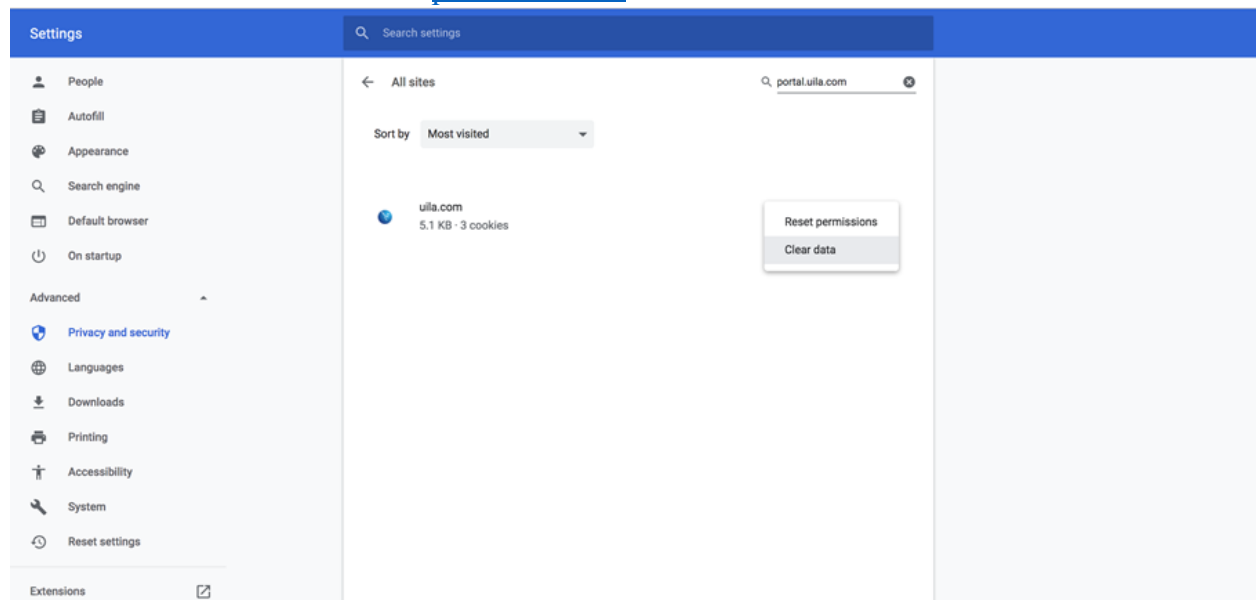 Settings
Search settings
People
Autofill
Appearance
Search engine
Default browser
On startup
Advanced
Privacy and security
Languages
Downloads
Printing
Accessibility
System
Reset settings
Extensions
All sites
portal.uila.com
Sort by Most visited
uila.com
5.1 KB · 3 cookies
Reset permissions
Clear data